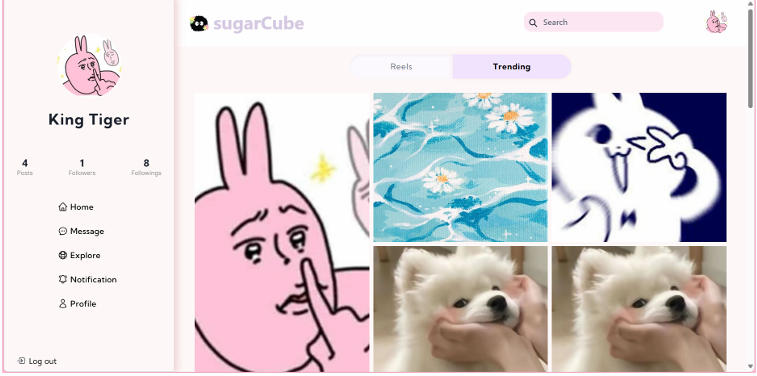 sugarCube
Search
Reels
Trending
King Tiger
4
1
8
Posts
Followers
Followings
Home
Message
Explore
Notification
Profile
Log out